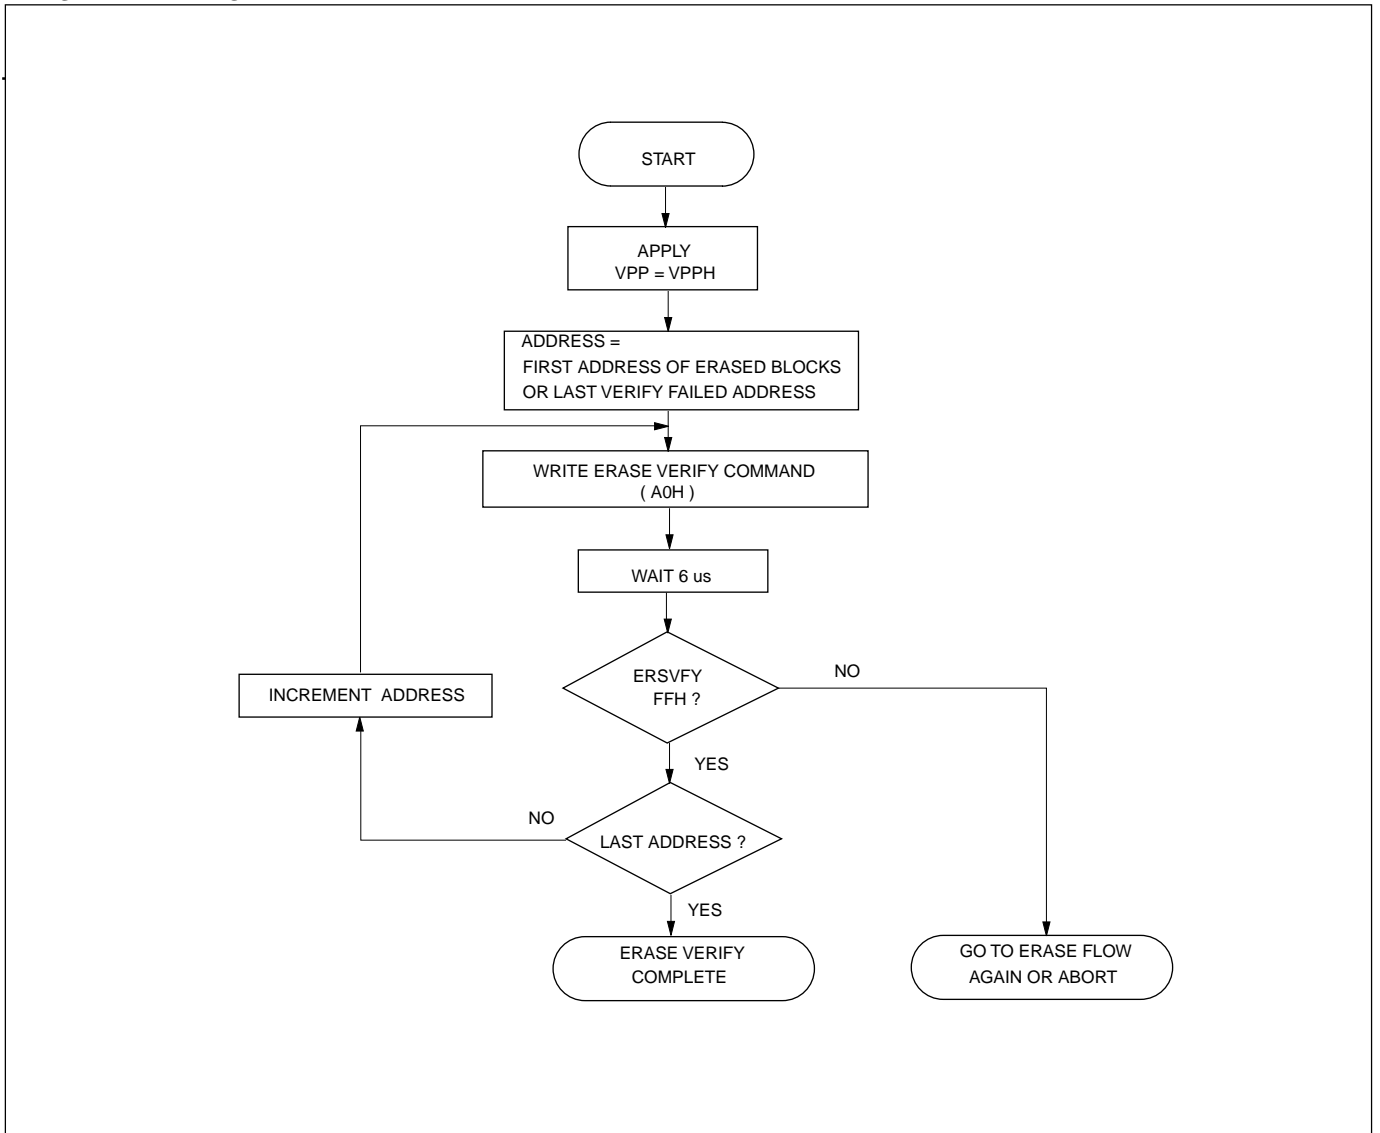 START
APPLY
VPP = VPPH
ADDRESS =
FIRST ADDRESS OF ERASED BLOCKS
OR LAST VERIFY FAILED ADDRESS
WRITE ERASE VERIFY COMMAND
( A0H )
WAIT 6 us
ERSVFY
FFH ?
NO
INCREMENT ADDRESS
YES
NO
LAST ADDRESS ?
YES
ERASE VERIFY
COMPLETE
GO TO ERASE FLOW
AGAIN OR ABORT